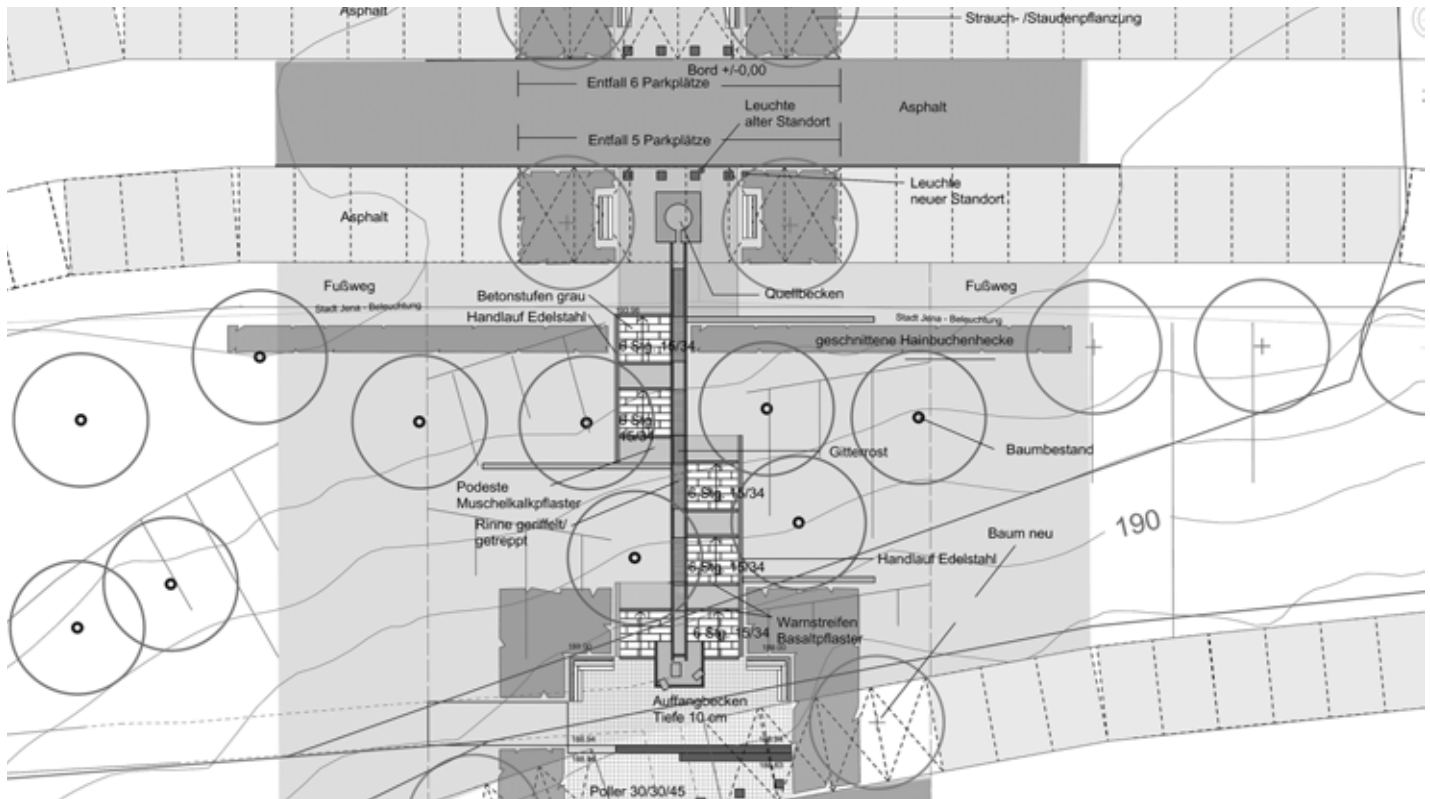 Asphalt
Strauch- /Staudenpflanzung
Bord +/-0,00
Entfall 6 Parkplätze
Leuchte
alter Standort
Asphalt
Entfall 5 Parkplätze
Leuchte
neuer Standort
Asphalt
Fußweg
Quellbecken
Fußweg
Betonstufen grau
Stadt Jena - Beleuchtung
Handlauf Edelstahl
Stadt Jena - Beleuchtung
6 Stg. 15/34
geschnittene Hainbuchenhecke
6 Stg.
15/34
Gitterrost
Baumbestand
Podeste
Muschelkalkpflaster
6 Stg. 15/34
Rinne geriffelt/
getreppt
190
Baum neu
Handlauf Edelstahl
6 Stg. 15/34
Warnstreifen
Basaltpflaster
6 Stg. 15/34
189.00
189.00
Auffangbecken
Tiefe 10 cm
Poller 30/30/45